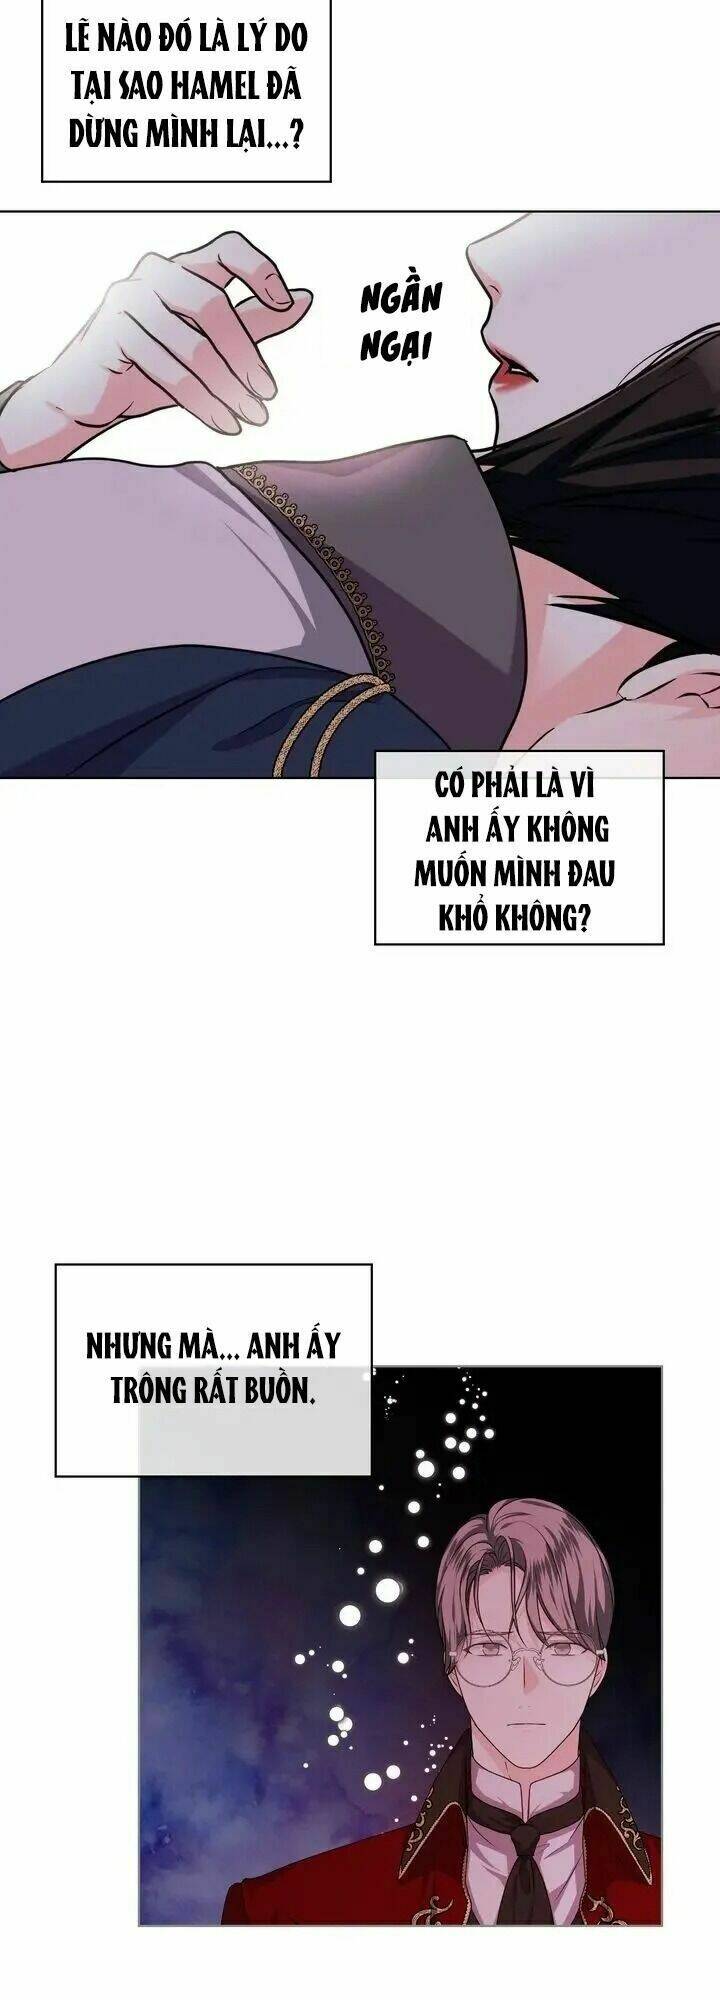 LẼ NÀO ĐÓ LÀ LÝ DO
TẠI SAO HAMEL ĐÃ
DỪNG MÌNH LẠI...?
NGẦN
NGẠI
CÓ PHẢI LÀ VÌ
ANH ẤY KHÔNG
MUỐN MÌNH ĐAU
KHỔ KHÔNG?
NHƯNG MÀ... ANH ẤY
TRÔNG RẤT BUỒN.